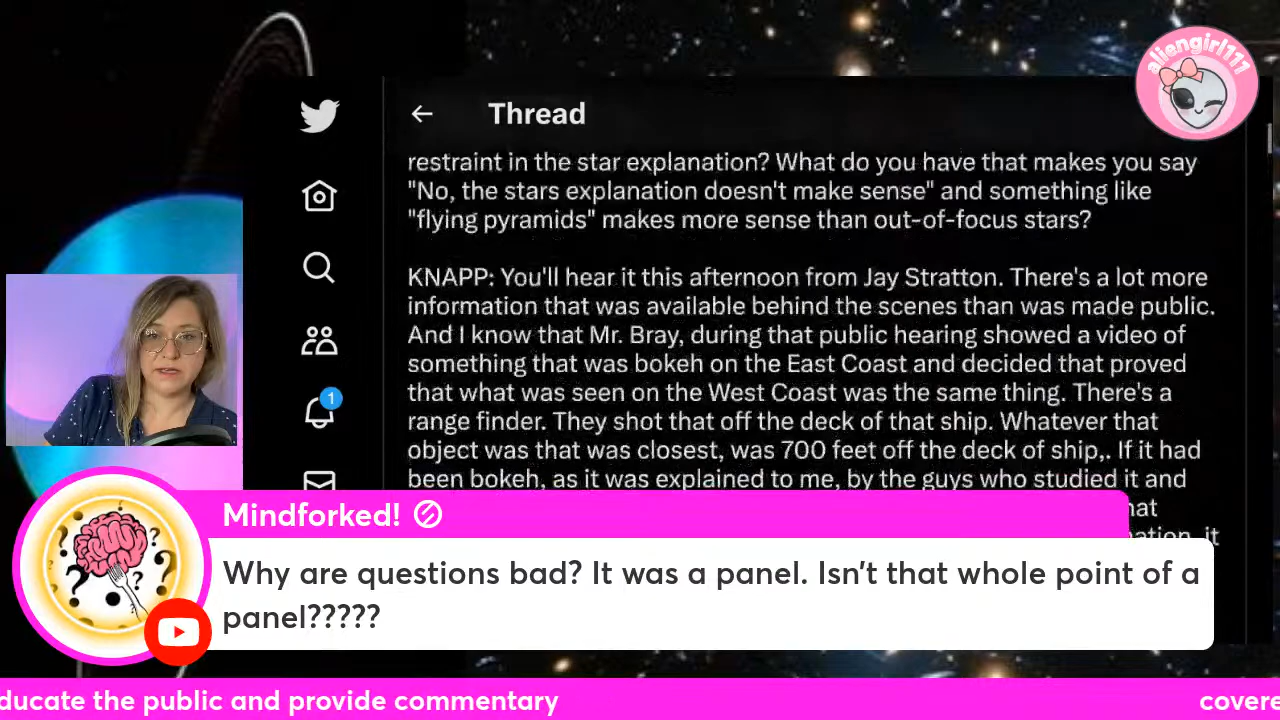 aliengirl111
Thread
restraint in the star explanation? What do you have that makes you say
"No, the stars explanation doesn't make sense" and something like
"flying pyramids" makes more sense than out-of-focus stars?
KNAPP: You'll hear it this afternoon from Jay Stratton. There's a lot more
information that was available behind the scenes than was made public.
And I know that Mr. Bray, during that public hearing showed a video of
something that was bokeh on the East Coast and decided that proved
that what was seen on the West Coast was the same thing. There's a
range finder. They shot that off the deck of that ship. Whatever that
object was that was closest, was 700 feet off the deck of ship,. If it had
been bokeh, as it was explained to me, by the guys who studied it and
1
it
Mindforked!
Why are questions bad? It was a panel. Isn't that whole point of a
panel?????
ducate the public and provide commentary
covere